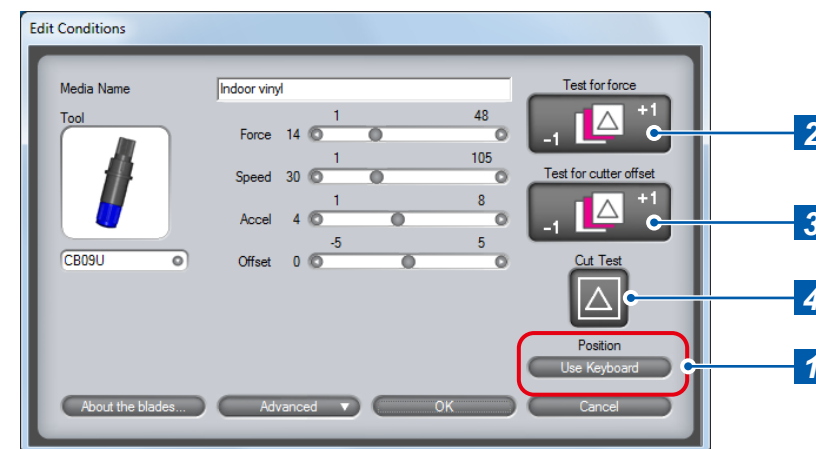 Edit Conditions
Media Name
Indoor vinyl
Test for force
Tool
1 48
Force 14
-1 +1
2
1 105
Speed 30
Test for cutter offset
1 8
Accel 4
-1 +1
3
-5 5
CB09U
Offset 0
Cut Test
4
Position
Use Keyboard
1
About the blades...
Advanced
OK
Cancel